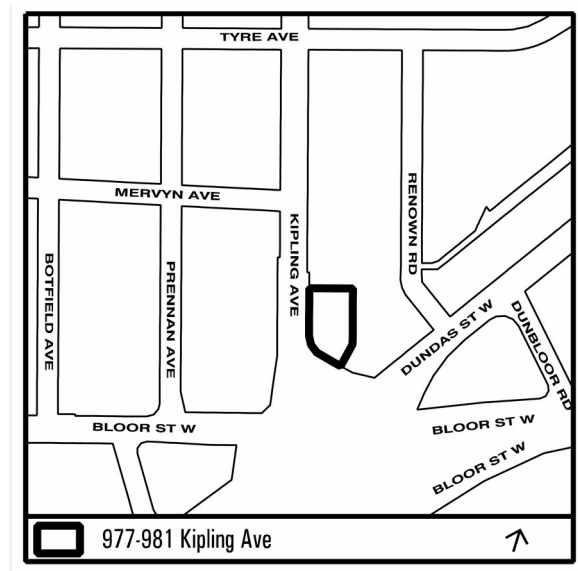 TYRE AVE
MERVYN AVE
KIPLING AVE
RENOWN RD
BOTFIELD AVE
PRENNAN AVE
DUNDAS ST W
DUNBLOOR RD
BLOOR ST W
BLOOR ST W
BLOOR ST W
977-981 Kipling Ave